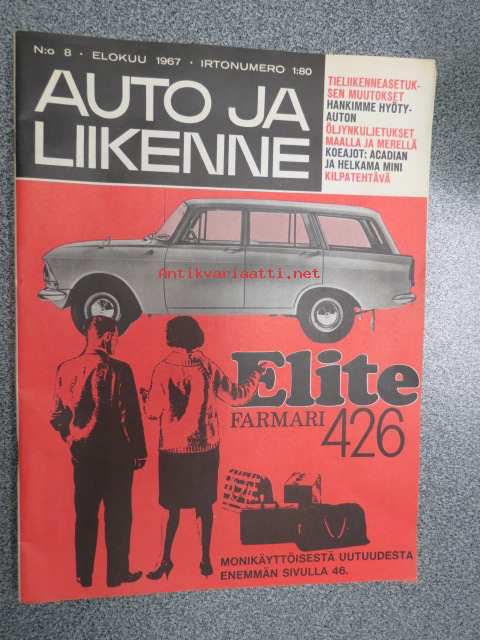 N:o 8 · ELOKUU 1967 · IRTONUMERO 1:80
AUTO JA
LIIKENNE
TIELIIKENNEASETUK-
SEN MUUTOKSET
HANKIMME HYÖTY-
AUTON
ÖLJYNKULJETUKSET
MAALLA JA MERELLÄ
KOEAJOT: ACADIAN
JA HELKAMA MINI
KILPATEHTÄVÄ
Antikvariaatti.net
Elite
FARMARI 426
MONIKÄYTTÖISESTÄ UUTUUDESTA
ENEMMÄN SIVULLA 46.